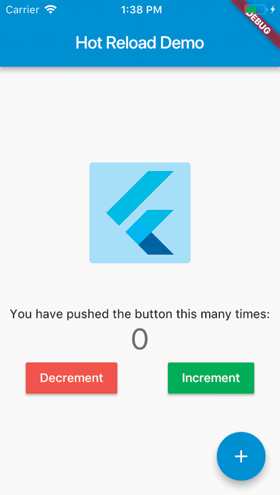 Carrier 1:38 PM
DEBUG
Hot Reload Demo
You have pushed the button this many times:
0
Decrement Increment
+